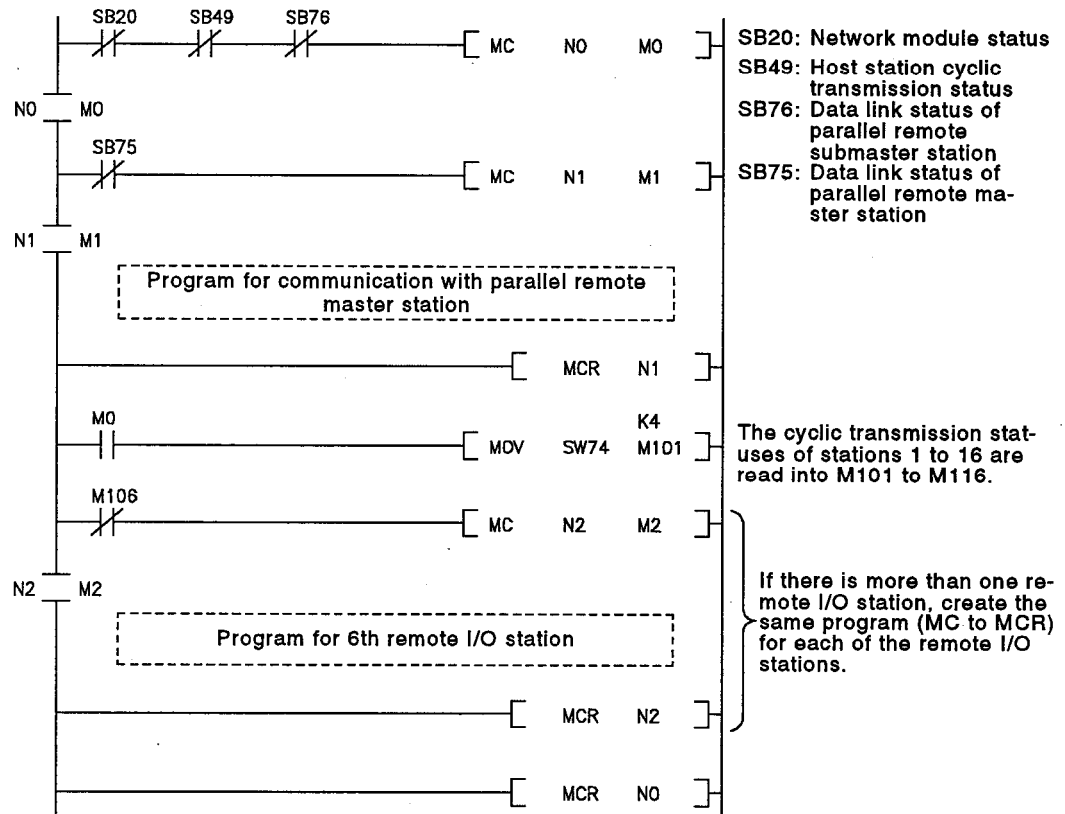 SB20 SB49 SB76
MC N0 M0
SB20: Network module status
SB49: Host station cyclic
transmission status
SB76: Data link status of
parallel remote
submaster station
SB75: Data link status of
parallel remote ma-
ster station
N0 M0
SB75
MC N1 M1
N1 M1
Program for communication with parallel remote
master station
MCR N1
M0
K4
MOV SW74 M101
The cyclic transmission stat-
uses of stations 1 to 16 are
read into M101 to M116.
M106
MC N2 M2
N2 M2
If there is more than one re-
mote I/O station, create the
same program (MC to MCR)
for each of the remote I/O
stations.
Program for 6th remote I/O station
MCR N2
MCR N0